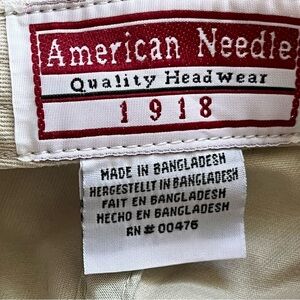 American Needle
Quality Headwear
1918
MADE IN BANGLADESH
HERGESTELLT IN BANGLADESH
FAIT EN BANGLADESH
HECHO EN BANGLADESH
RN # 00476